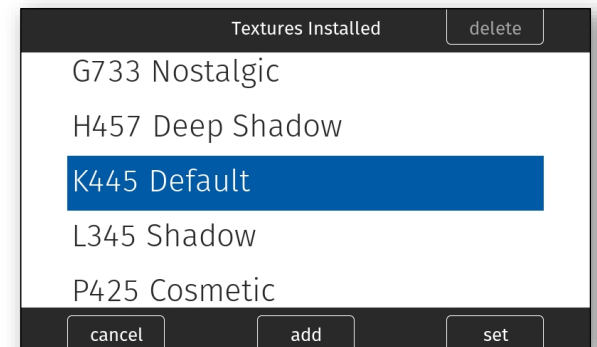 Textures Installed delete
G733 Nostalgic
H457 Deep Shadow
K445 Default
L345 Shadow
P425 Cosmetic
cancel add set